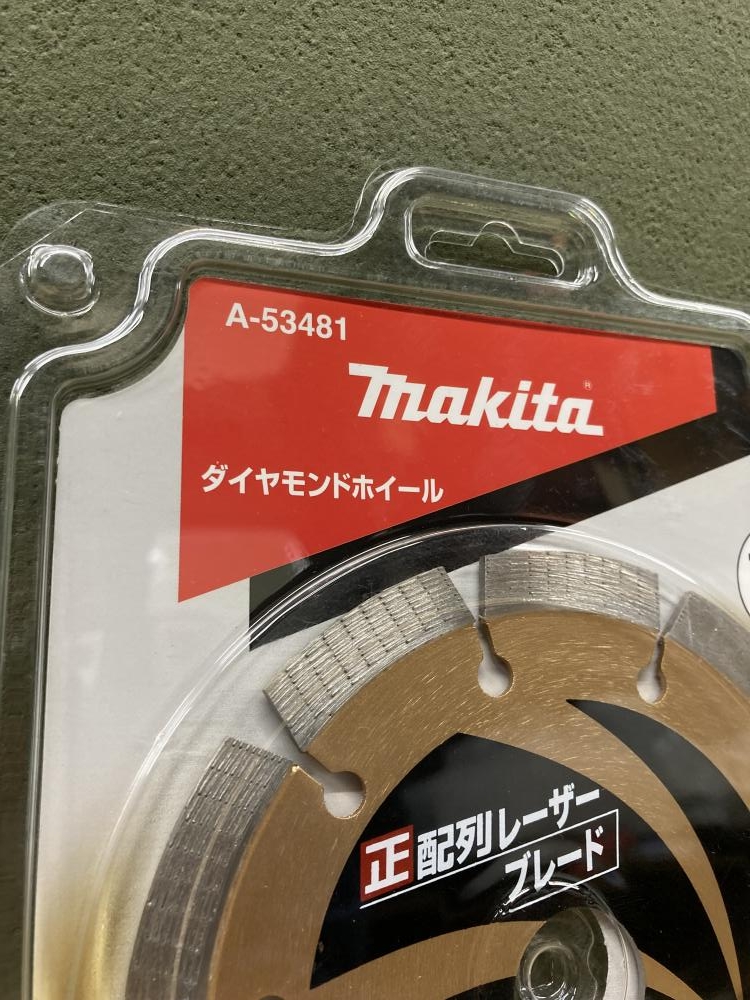 A-53481
makita®
ダイヤモンドホイール
正配列レーザー
ブレード